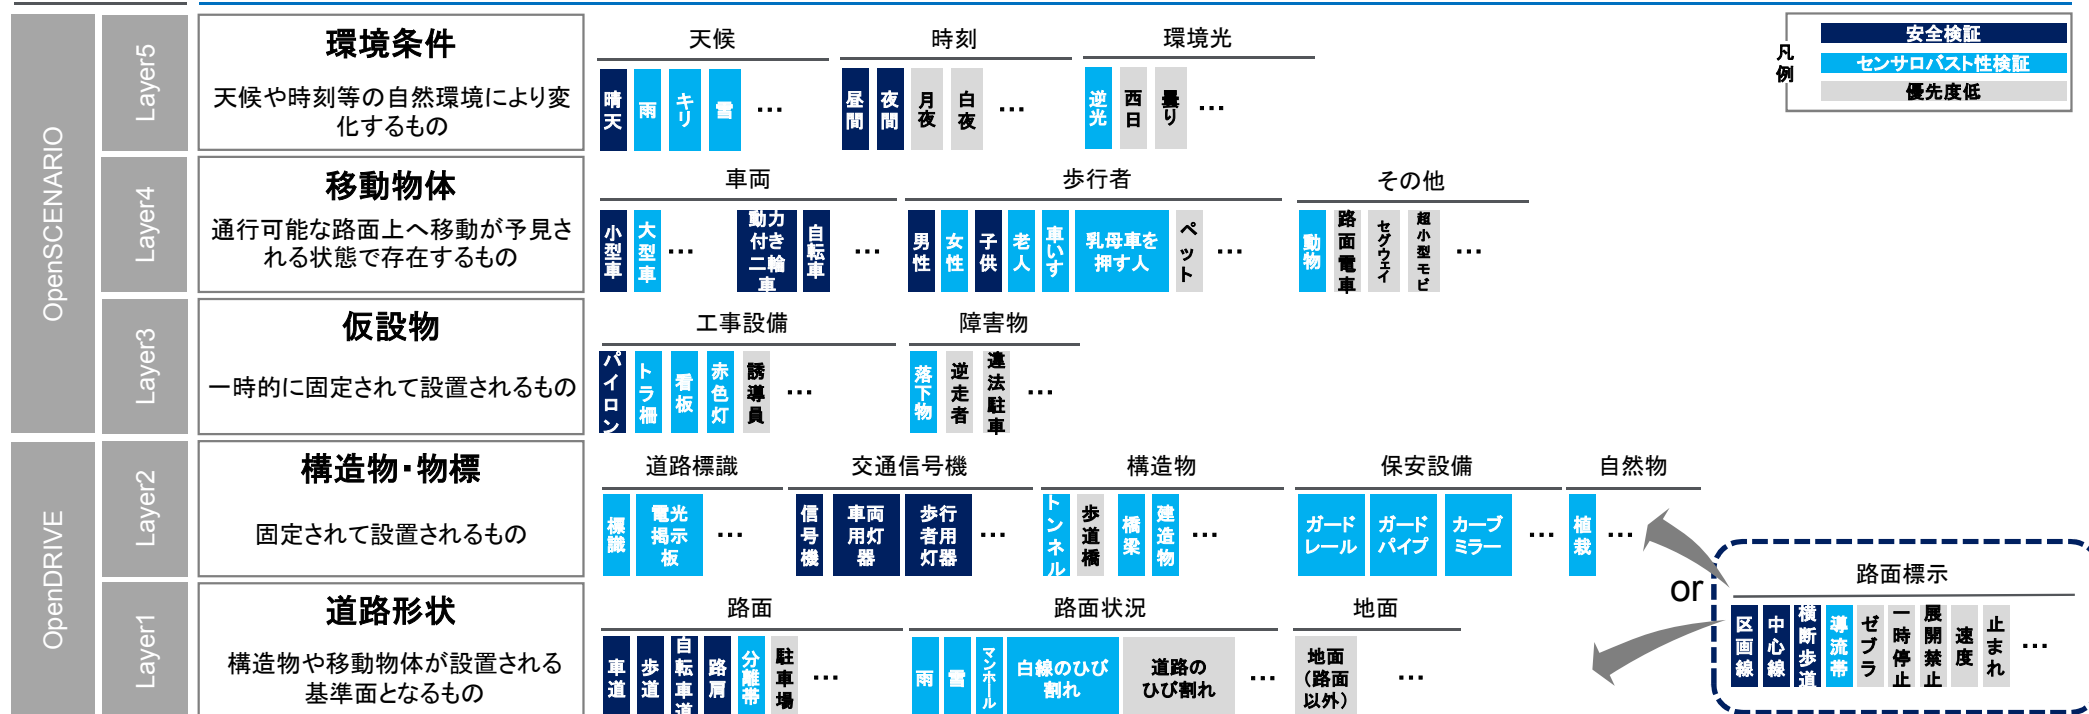 凡例
安全検証
センサロバスト性検証
優先度低
OpenSCENARIO
Layer5
環境条件
天候や時刻等の自然環境により変
化するもの
天候
晴天
雨
キリ
雪
…
時刻
昼間
夜間
月夜
白夜
…
環境光
逆光
西日
曇り
…
Layer4
移動物体
通行可能な路面上へ移動が予見さ
れる状態で存在するもの
車両
小型車
大型車
…
動力
付き
二輪
車
自転車
…
歩行者
男性
女性
子供
老人
車いす
乳母車を
押す人
ペット
…
その他
動物
路面電車
セグウェイ
超小型モビ
…
Layer3
仮設物
一時的に固定されて設置されるもの
工事設備
パイロン
トラ柵
看板
赤色灯
誘導員
…
障害物
落下物
逆走者
違法駐車
…
OpenDRIVE
Layer2
構造物・物標
固定されて設置されるもの
道路標識
標識
電光
掲示
板
…
交通信号機
信号機
車両
用灯
器
歩行
者用
灯器
…
構造物
トンネル
歩道橋
橋梁
建造物
…
保安設備
ガード
レール
ガード
パイプ
カーブ
ミラー
…
自然物
植栽
…
Layer1
道路形状
構造物や移動物体が設置される
基準面となるもの
路面
車道
歩道
自転車道
路肩
分離帯
駐車場
…
路面状況
雨
雪
マンホール
白線のひび
割れ
道路の
ひび割れ
…
地面
地面
(路面
以外)
…
or
路面標示
区画線
中心線
横断歩道
導流帯
ゼブラ
一時停止
展開禁止
速度
止まれ
…